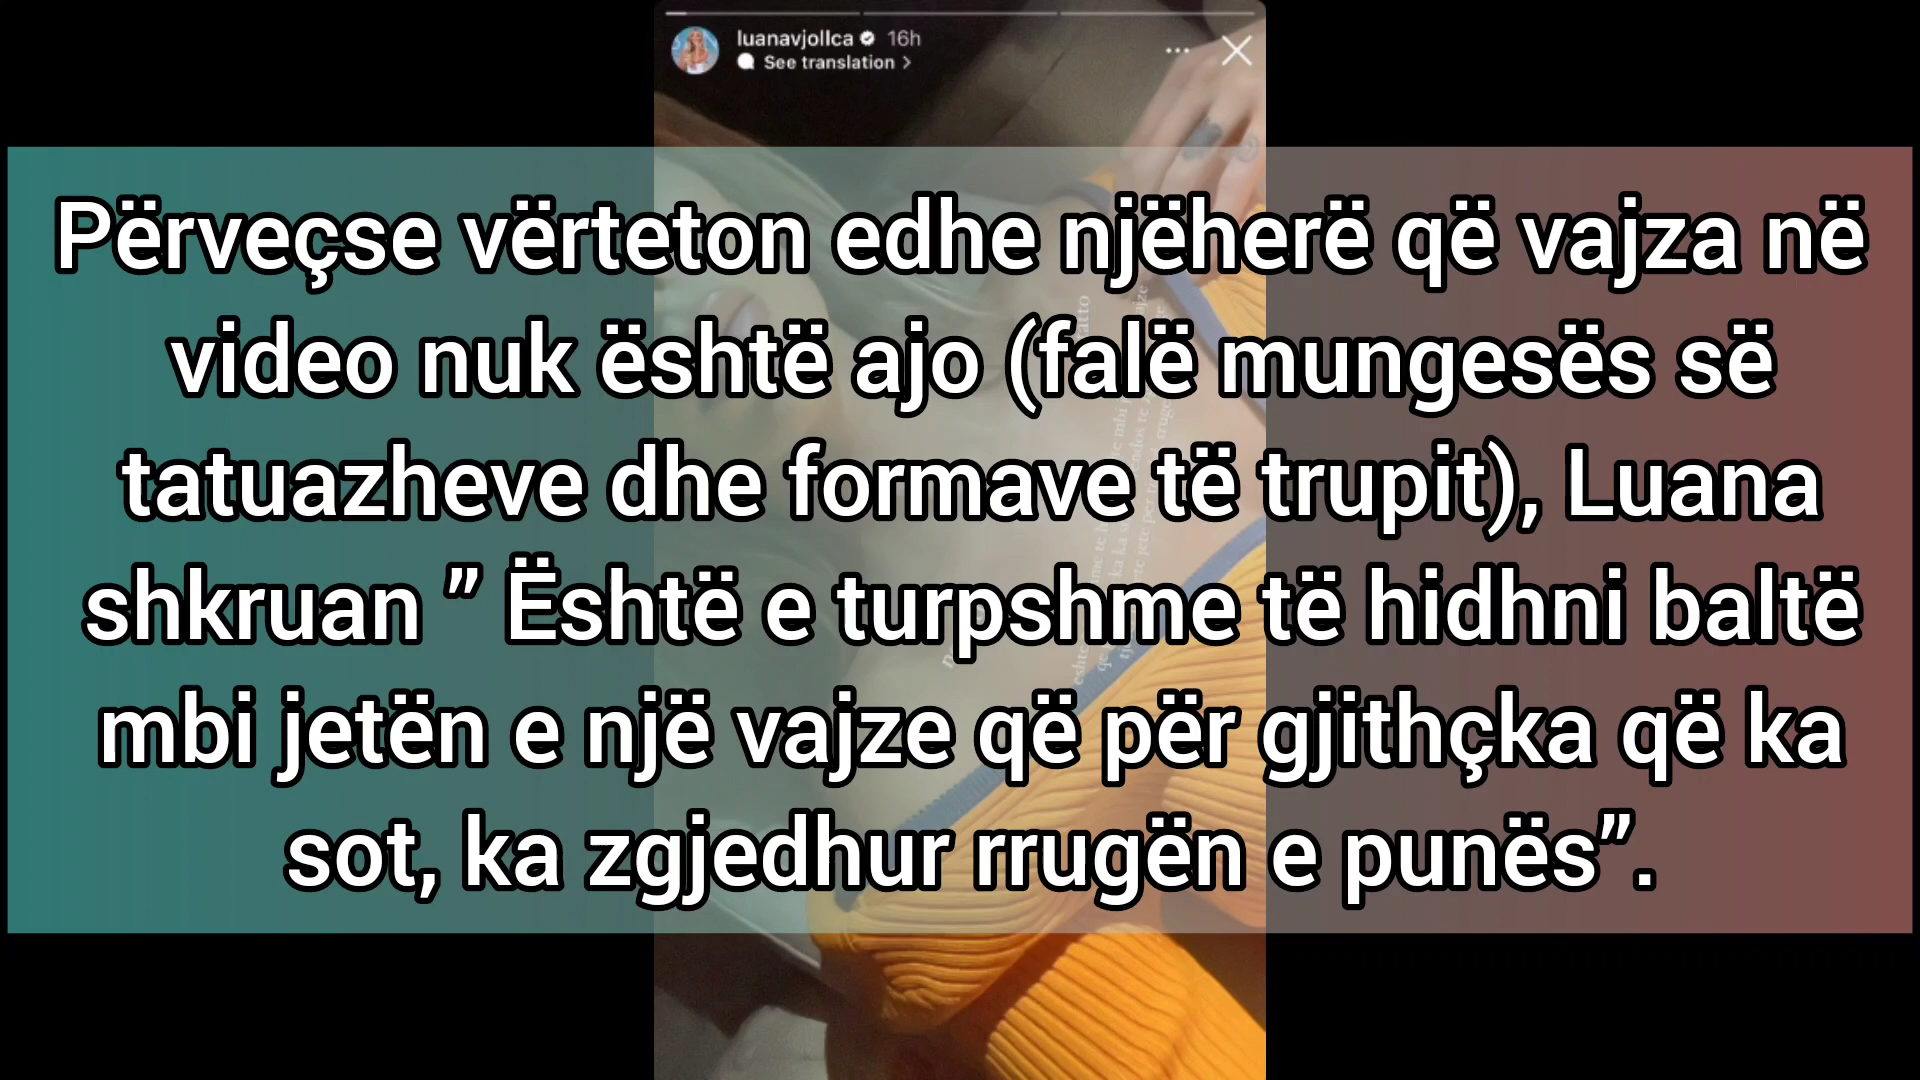 luanavjollca 16h
See translation
Përveçse vërteton edhe njëherë që vajza në
video nuk është ajo (falë mungesës së
tatuazheve dhe formave të trupit), Luana
shkruan ” Është e turpshme të hidhni baltë
mbi jetën e një vajze që për gjithçka që ka
sot, ka zgjedhur rrugën e punës”.